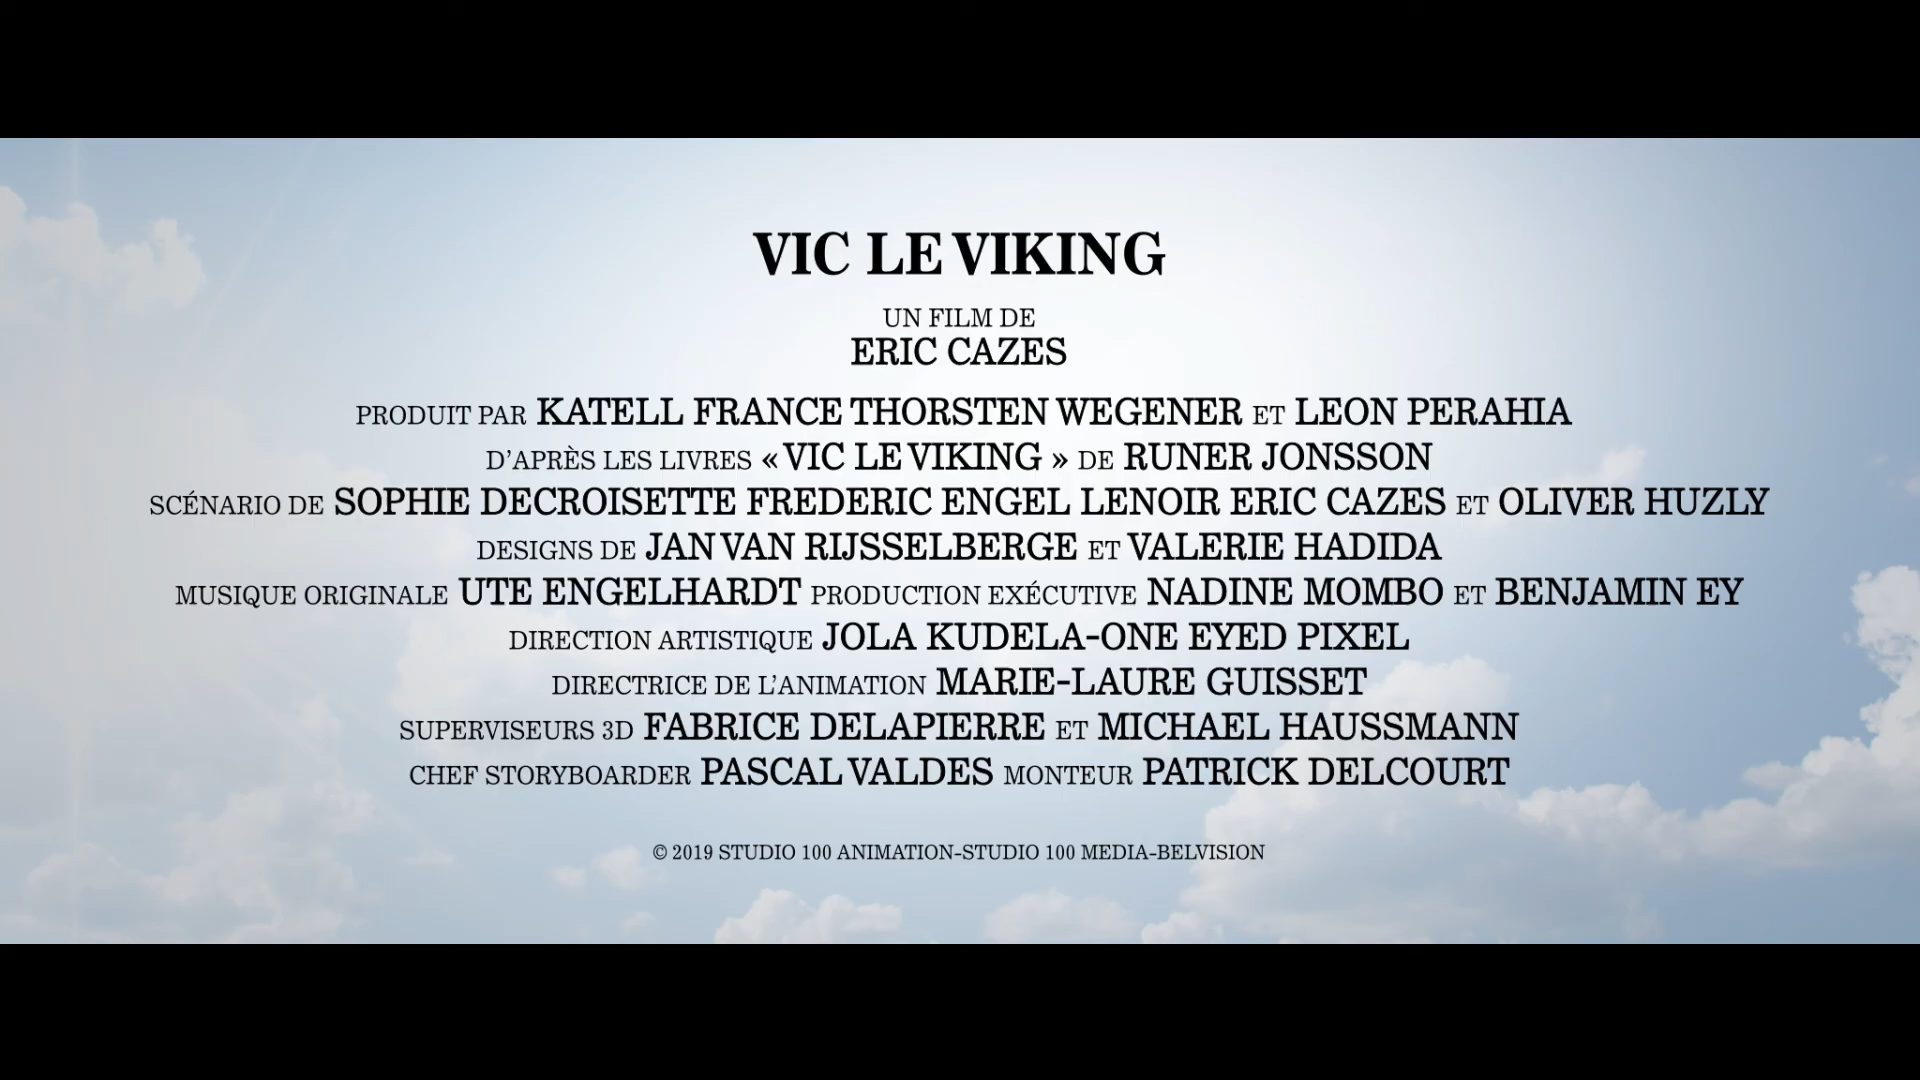 VIC LE VIKING
UN FILM DE
ERIC CAZES
PRODUIT PAR KATELL FRANCE THORSTEN WEGENER ET LEON PERAHIA
D’APRÈS LES LIVRES « VIC LE VIKING » DE RUNER JONSSON
SCÉNARIO DE SOPHIE DECROISETTE FREDERIC ENGEL LENOIR ERIC CAZES ET OLIVER HUZLY
DESIGNS DE JAN VAN RIJSSELBERGE ET VALERIE HADIDA
MUSIQUE ORIGINALE UTE ENGELHARDT PRODUCTION EXÉCUTIVE NADINE MOMBO ET BENJAMIN EY
DIRECTION ARTISTIQUE JOLA KUDELA-ONE EYED PIXEL
DIRECTRICE DE L’ANIMATION MARIE-LAURE GUISSET
SUPERVISEURS 3D FABRICE DELAPIERRE ET MICHAEL HAUSSMANN
CHEF STORYBOARDER PASCAL VALDES MONTEUR PATRICK DELCOURT
© 2019 STUDIO 100 ANIMATION-STUDIO 100 MEDIA-BELVISION